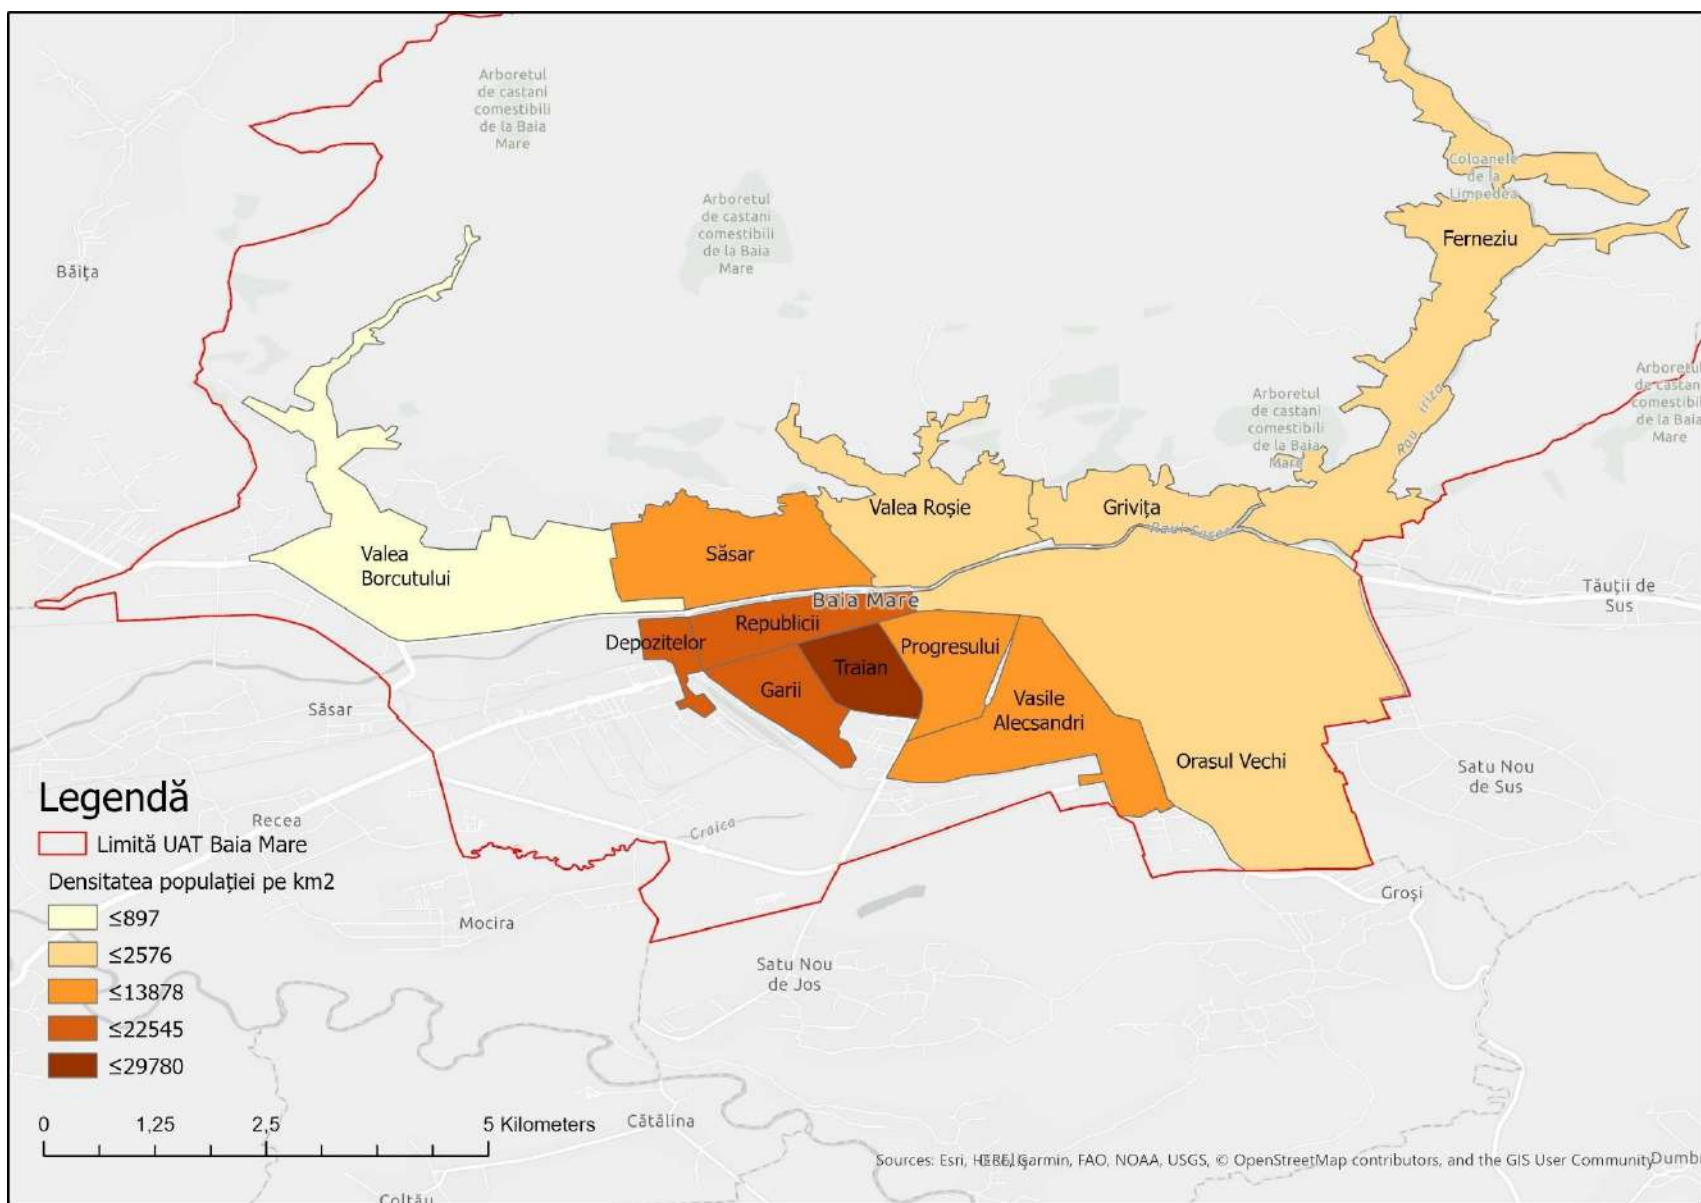 Arboretul
de castani
comestibili
de la Baia
Mare
Coloanele
de la
Limpedea
Arboretul
de castani
comestibili
de la Baia
Mare
Ferneziu
Băița
Arboretul
de castani
comestibili
de la Baia
Mare
Arboretul
de castani
comestibili
de la Baia
Mare
Rau Firiza
Valea Roșie
Grivița
Raul Sasar
Valea
Borcutului
Săsar
Tăuții de
Sus
Baia Mare
Republicii
Depozitelor
Progresului
Traian
Garii
Vasile
Alecsandri
Săsar
Orasul Vechi
Satu Nou
de Sus
Legendă
Recea
Craica
Limită UAT Baia Mare
Densitatea populației pe km2
Groși
≤897
Mocira
≤2576
Satu Nou
de Jos
≤13878
≤22545
≤29780
0 1,25 2,5 5 Kilometers
Cătălina
Sources: Esri, Garmin, FAO, NOAA, USGS, © OpenStreetMap contributors, and the GIS User Community
Coltău